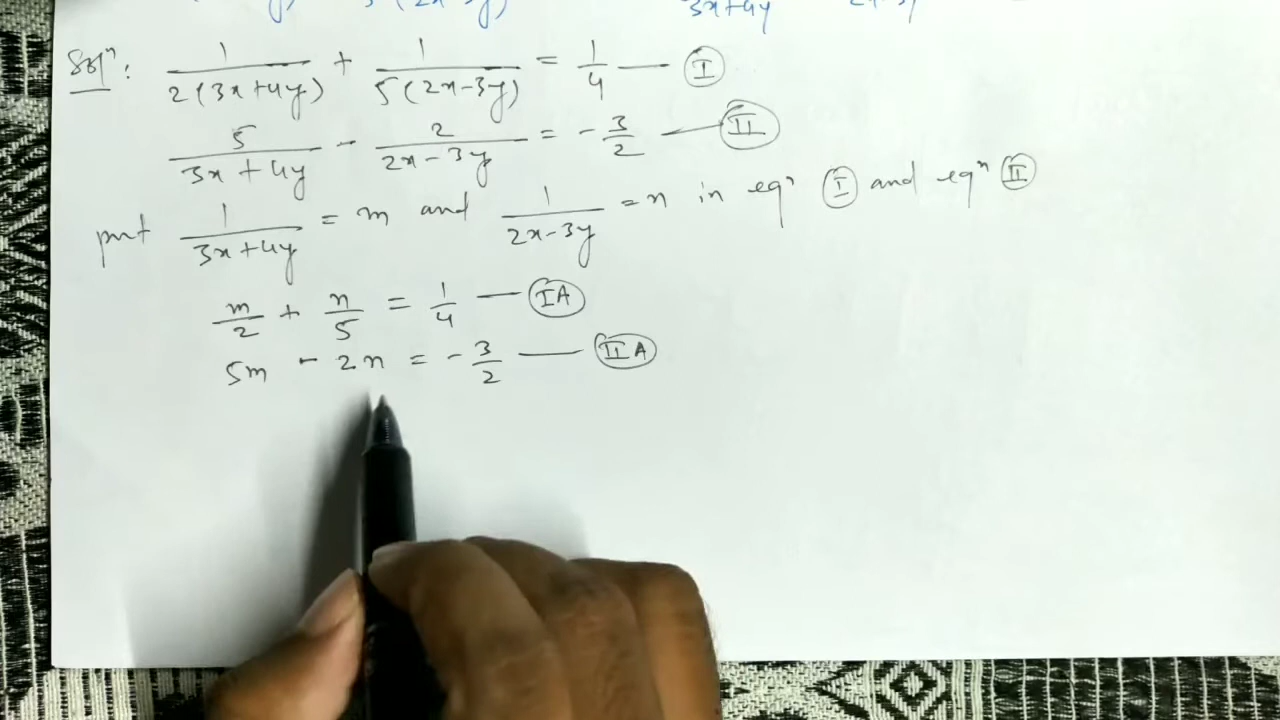 3x+4y
Solⁿ: 1/2(3x+4y) + 1/5(2x-3y) = 1/4 — I
5/3x+4y - 2/2x-3y = -3/2 — II
put 1/3x+4y = m and 1/2x-3y = n in eqⁿ I and eqⁿ II
m/2 + n/5 = 1/4 — IA
5m - 2n = -3/2 — IIA